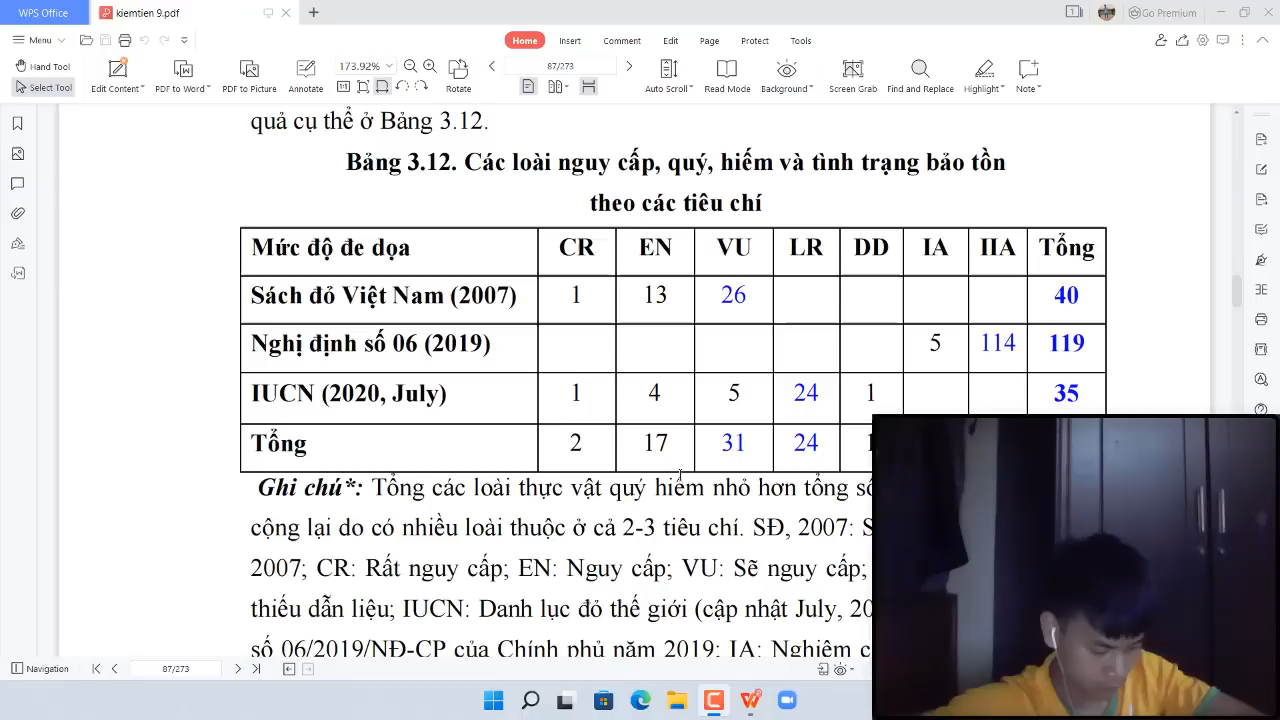 WPS Office
kiemtien 9.pdf
Go Premium
Menu
Home Insert Comment Edit Page Protect Tools
Hand Tool
Select Tool
Edit Content
PDF to Word
PDF to Picture
Annotate
173.92%
Rotate
87/273
Auto Scroll
Read Mode
Background
Screen Grab
Find and Replace
Highlight
Note
quả cụ thể ở Bảng 3.12.
Bảng 3.12. Các loài nguy cấp, quý, hiếm và tình trạng bảo tồn
theo các tiêu chí
Mức độ đe dọa CR EN VU LR DD IA IIA Tổng
Sách đỏ Việt Nam (2007) 1 13 26 40
Nghị định số 06 (2019) 5 114 119
IUCN (2020, July) 1 4 5 24 1 35
Tổng 2 17 31 24
Ghi chú*: Tổng các loài thực vật quý hiếm nhỏ hơn tổng số
cộng lại do có nhiều loài thuộc ở cả 2-3 tiêu chí. SĐ, 2007: S
2007; CR: Rất nguy cấp; EN: Nguy cấp; VU: Sẽ nguy cấp;
thiếu dẫn liệu; IUCN: Danh lục đỏ thế giới (cập nhật July, 20
số 06/2019/NĐ-CP của Chính phủ năm 2019; IA: Nghiêm c
Navigation
87/273